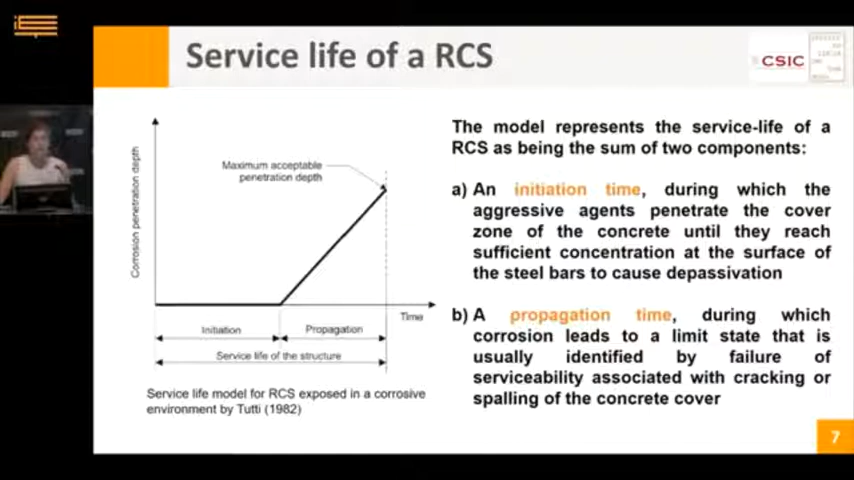 Service life of a RCS
CSIC
Corrosion penetration depth
Maximum acceptable
penetration depth
Time
Initiation
Propagation
Service life of the structure
Service life model for RCS exposed in a corrosive
environment by Tutti (1982)
The model represents the service-life of a
RCS as being the sum of two components:
a) An initiation time, during which the
aggressive agents penetrate the cover
zone of the concrete until they reach
sufficient concentration at the surface of
the steel bars to cause depassivation
b) A propagation time, during which
corrosion leads to a limit state that is
usually identified by failure of
serviceability associated with cracking or
spalling of the concrete cover
7